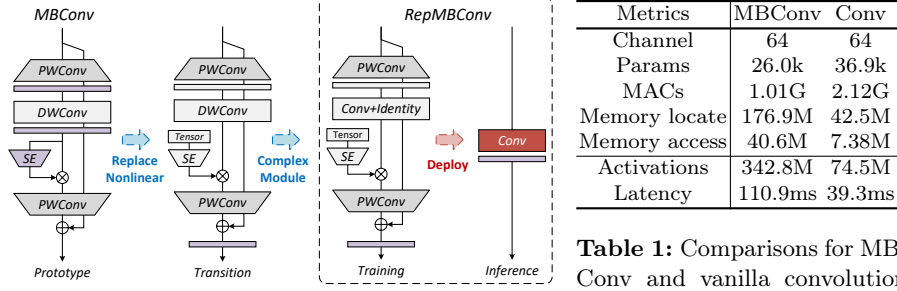 MBConv
RepMBConv
PWConv
PWConv
PWConv
DWConv
DWConv
Conv+Identity
Tensor
Tensor
SE
SE
SE
Conv
Replace
Nonlinear
Complex
Module
Deploy
PWConv
PWConv
PWConv
Prototype
Transition
Training
Inference
Metrics MBConv Conv
Channel 64 64
Params 26.0k 36.9k
MACs 1.01G 2.12G
Memory locate 176.9M 42.5M
Memory access 40.6M 7.38M
Activations 342.8M 74.5M
Latency 110.9ms 39.3ms
Table 1: Comparisons for MB
Conv and vanilla convolution